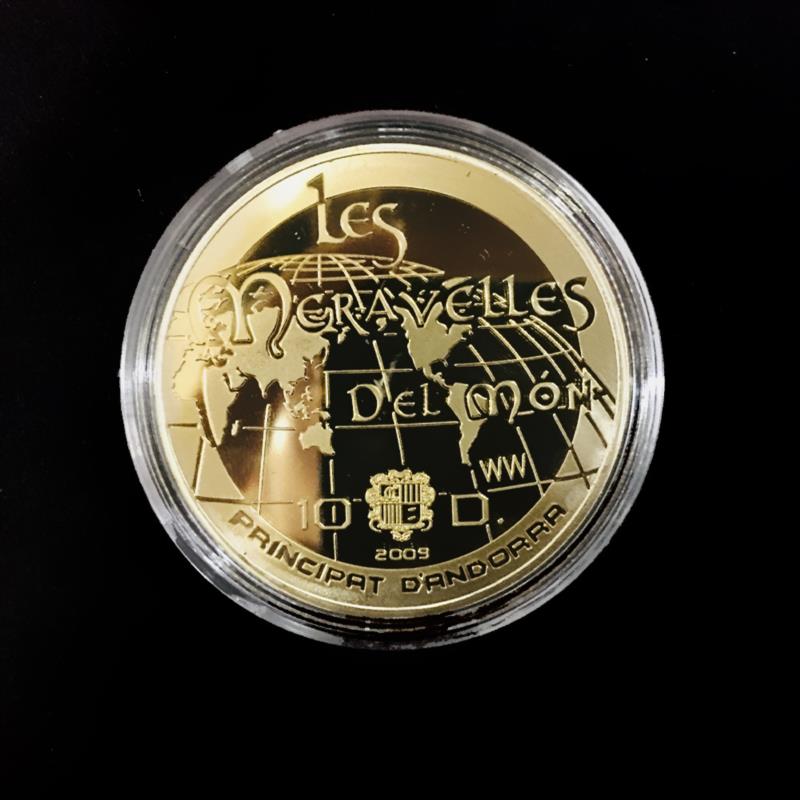 Les
Meravelles
Del Món
WW
10 D.
2009
PRINCIPAT D'ANDORRA